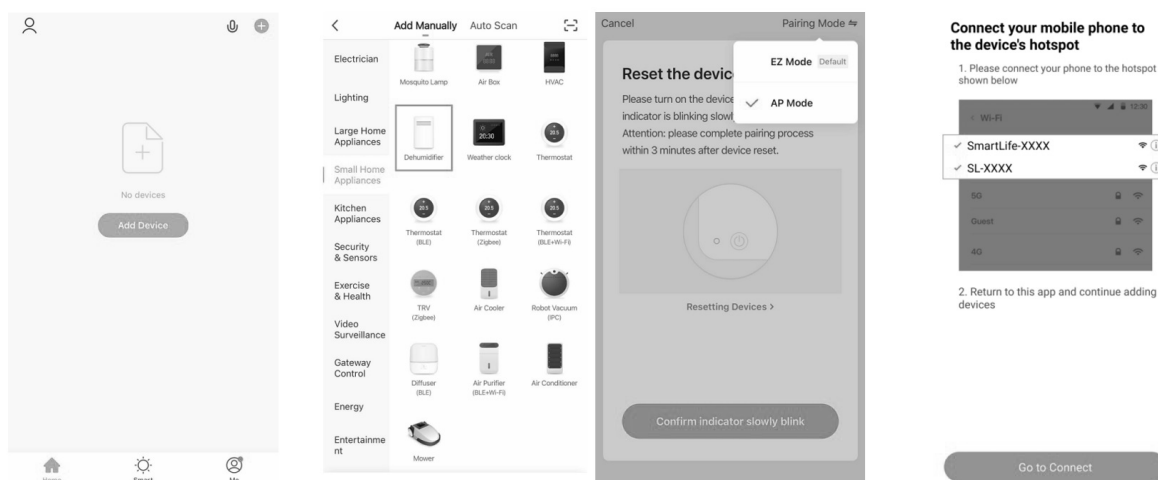 No devices
Add Device
Home
Smart
Me
Add Manually Auto Scan
Electrician
Lighting
Large Home
Appliances
Small Home
Appliances
Kitchen
Appliances
Security
& Sensors
Exercise
& Health
Video
Surveillance
Gateway
Control
Energy
Entertainme
nt
Mosquito Lamp
Air Box
HVAC
Dehumidifier
20:30
Weather clock
Thermostat
Thermostat
(BLE)
Thermostat
(Zigbee)
Thermostat
(BLE+Wi-Fi)
TRV
(Zigbee)
Air Cooler
Robot Vacuum
(IPC)
Diffuser
(BLE)
Air Purifier
(BLE+Wi-Fi)
Air Conditioner
Mower
Cancel
Pairing Mode
EZ Mode Default
AP Mode
Reset the devic
Please turn on the device
indicator is blinking slowl
Attention: please complete pairing process
within 3 minutes after device reset.
Resetting Devices >
Confirm indicator slowly blink
Connect your mobile phone to
the device's hotspot
1. Please connect your phone to the hotspot
shown below
12:30
Wi-Fi
SmartLife-XXXX
SL-XXXX
5G
Guest
4G
2. Return to this app and continue adding
devices
Go to Connect